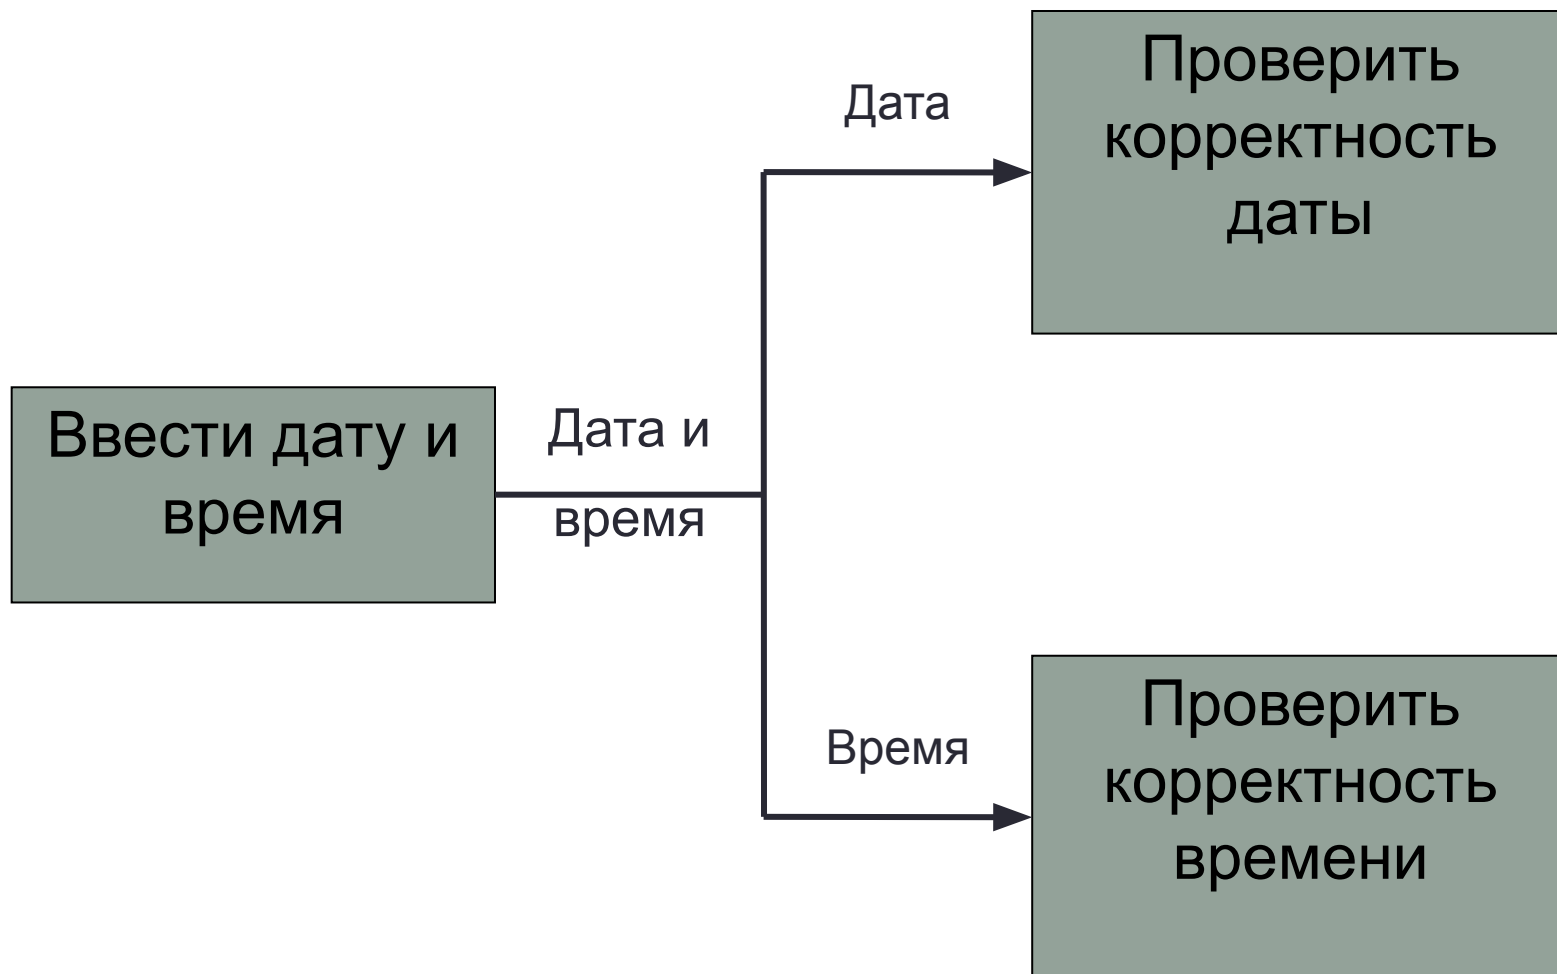 Ввести дату и
время
Дата и
время
Дата
Проверить
корректность
даты
Время
Проверить
корректность
времени